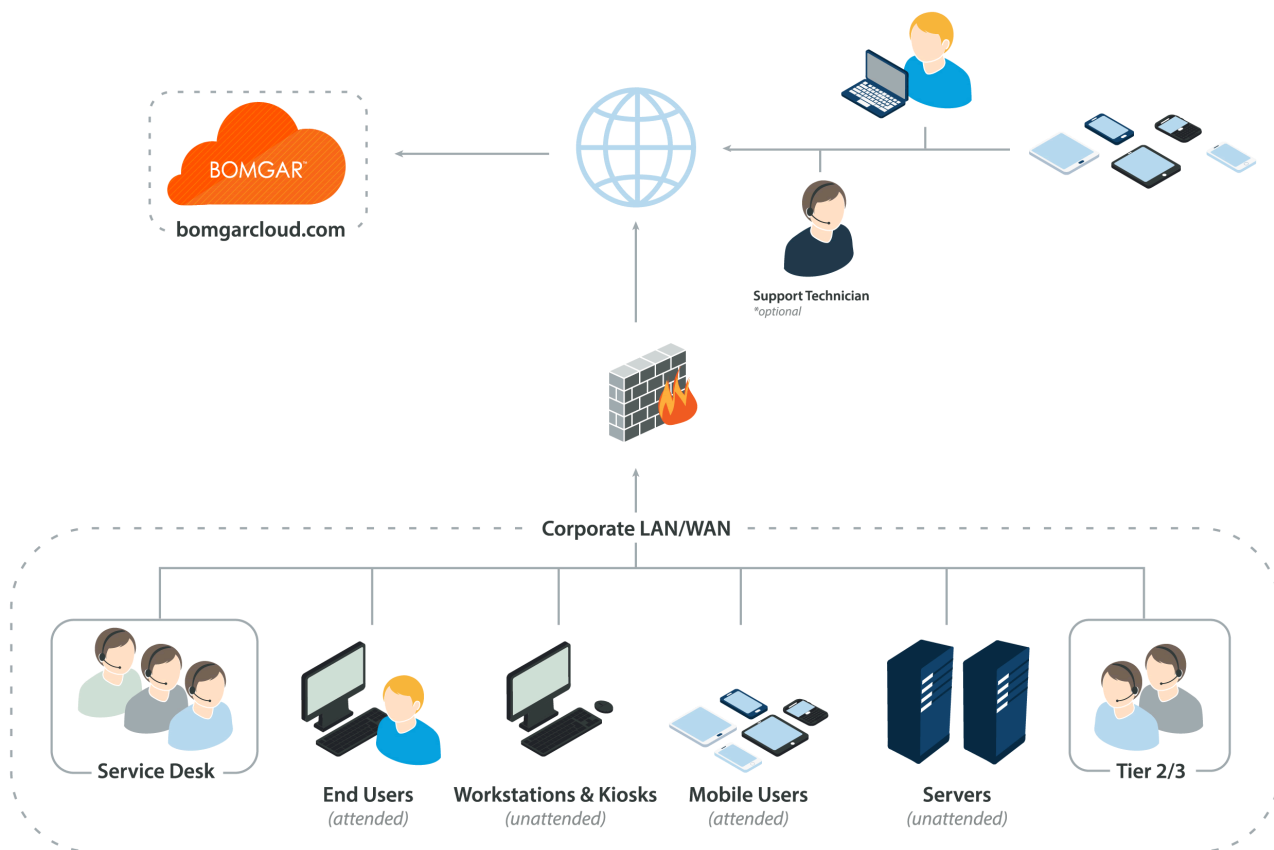 BOMGAR™
bomgarcloud.com
Support Technician
*optional
Corporate LAN/WAN
Service Desk
End Users
(attended)
Workstations & Kiosks
(unattended)
Mobile Users
(attended)
Servers
(unattended)
Tier 2/3